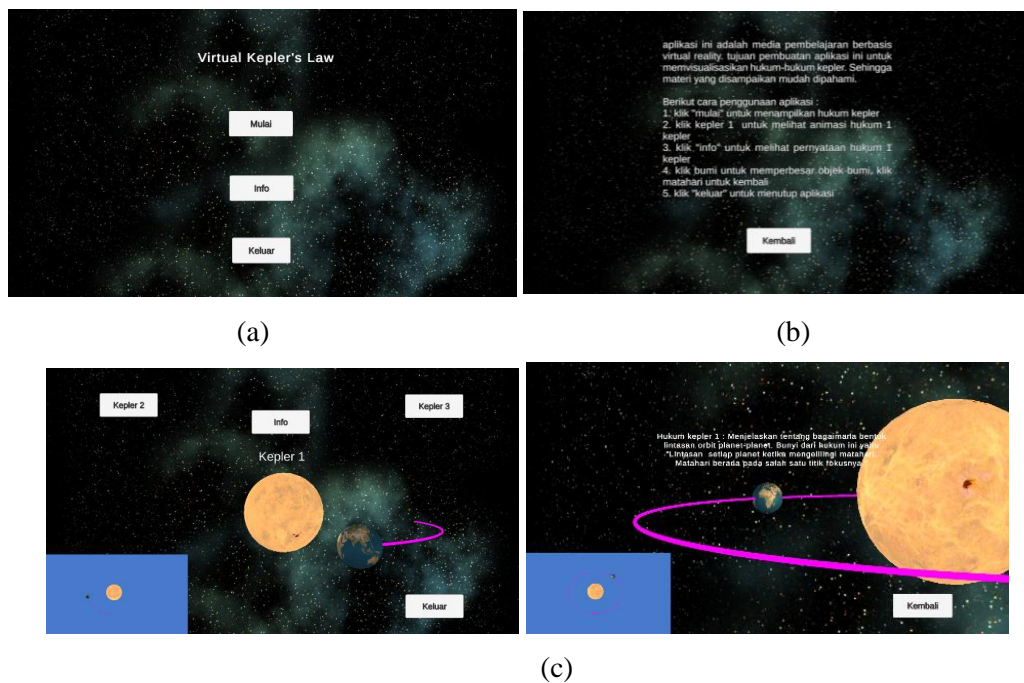 Virtual Kepler's Law
Mulai
Info
Keluar
(a)
aplikasi ini adalah media pembelajaran berbasis
virtual reality. tujuan pembuatan aplikasi ini untuk
memvisualisasikan hukum-hukum kepler. Sehingga
materi yang disampaikan mudah dipahami.
Berikut cara penggunaan aplikasi :
1. klik "mulai" untuk menampilkan hukum kepler
2. klik kepler 1 untuk melihat animasi hukum 1
kepler
3. klik "info" untuk melihat pernyataan hukum 1
kepler
4. klik bumi untuk memperbesar objek bumi, klik
matahari untuk kembali
5. klik "keluar" untuk menutup aplikasi
Kembali
(b)
Kepler 2
Info
Kepler 3
Kepler 1
Keluar
Hukum kepler 1 : Menjelaskan tentang bagaimana bentuk
lintasan orbit planet-planet. Bunyi dari hukum ini yaitu
"Lintasan setiap planet ketika mengelilingi matahari
Matahari berada pada salah satu titik fokusnya
Kembali
(c)